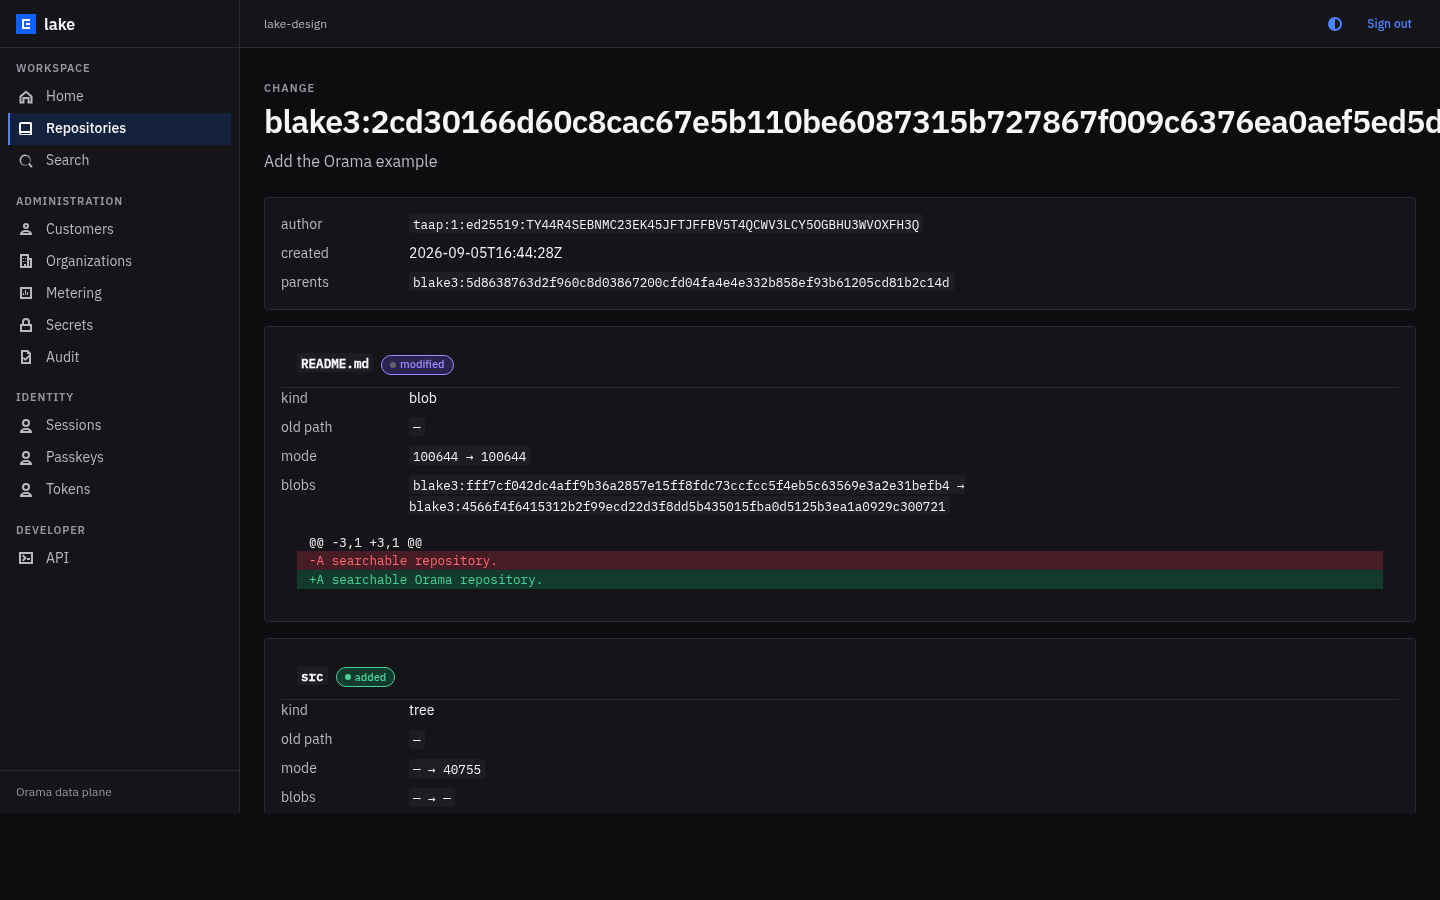 lake
lake-design
Sign out
WORKSPACE
Home
Repositories
Search
ADMINISTRATION
Customers
Organizations
Metering
Secrets
Audit
IDENTITY
Sessions
Passkeys
Tokens
DEVELOPER
API
Orama data plane
CHANGE
blake3:2cd30166d60c8cac67e5b110be6087315b727867f009c6376ea0aef5ed5d
Add the Orama example
author taap:1:ed25519:TY44R4SEBNMC23EK45JFTJFFBV5T4QCWV3LCY5OGBHU3WVOXFH3Q
created 2026-09-05T16:44:28Z
parents blake3:5d8638763d2f960c8d03867200cfd04fa4e4e332b858ef93b61205cd81b2c14d
README.md modified
kind blob
old path —
mode 100644 → 100644
blobs blake3:fff7cf042dc4aff9b36a2857e15ff8fdc73ccfcc5f4eb5c63569e3a2e31befb4 →
blake3:4566f4f6415312b2f99ecd22d3f8dd5b435015fba0d5125b3ea1a0929c300721
@@ -3,1 +3,1 @@
-A searchable repository.
+A searchable Orama repository.
src added
kind tree
old path —
mode — → 40755
blobs — → —